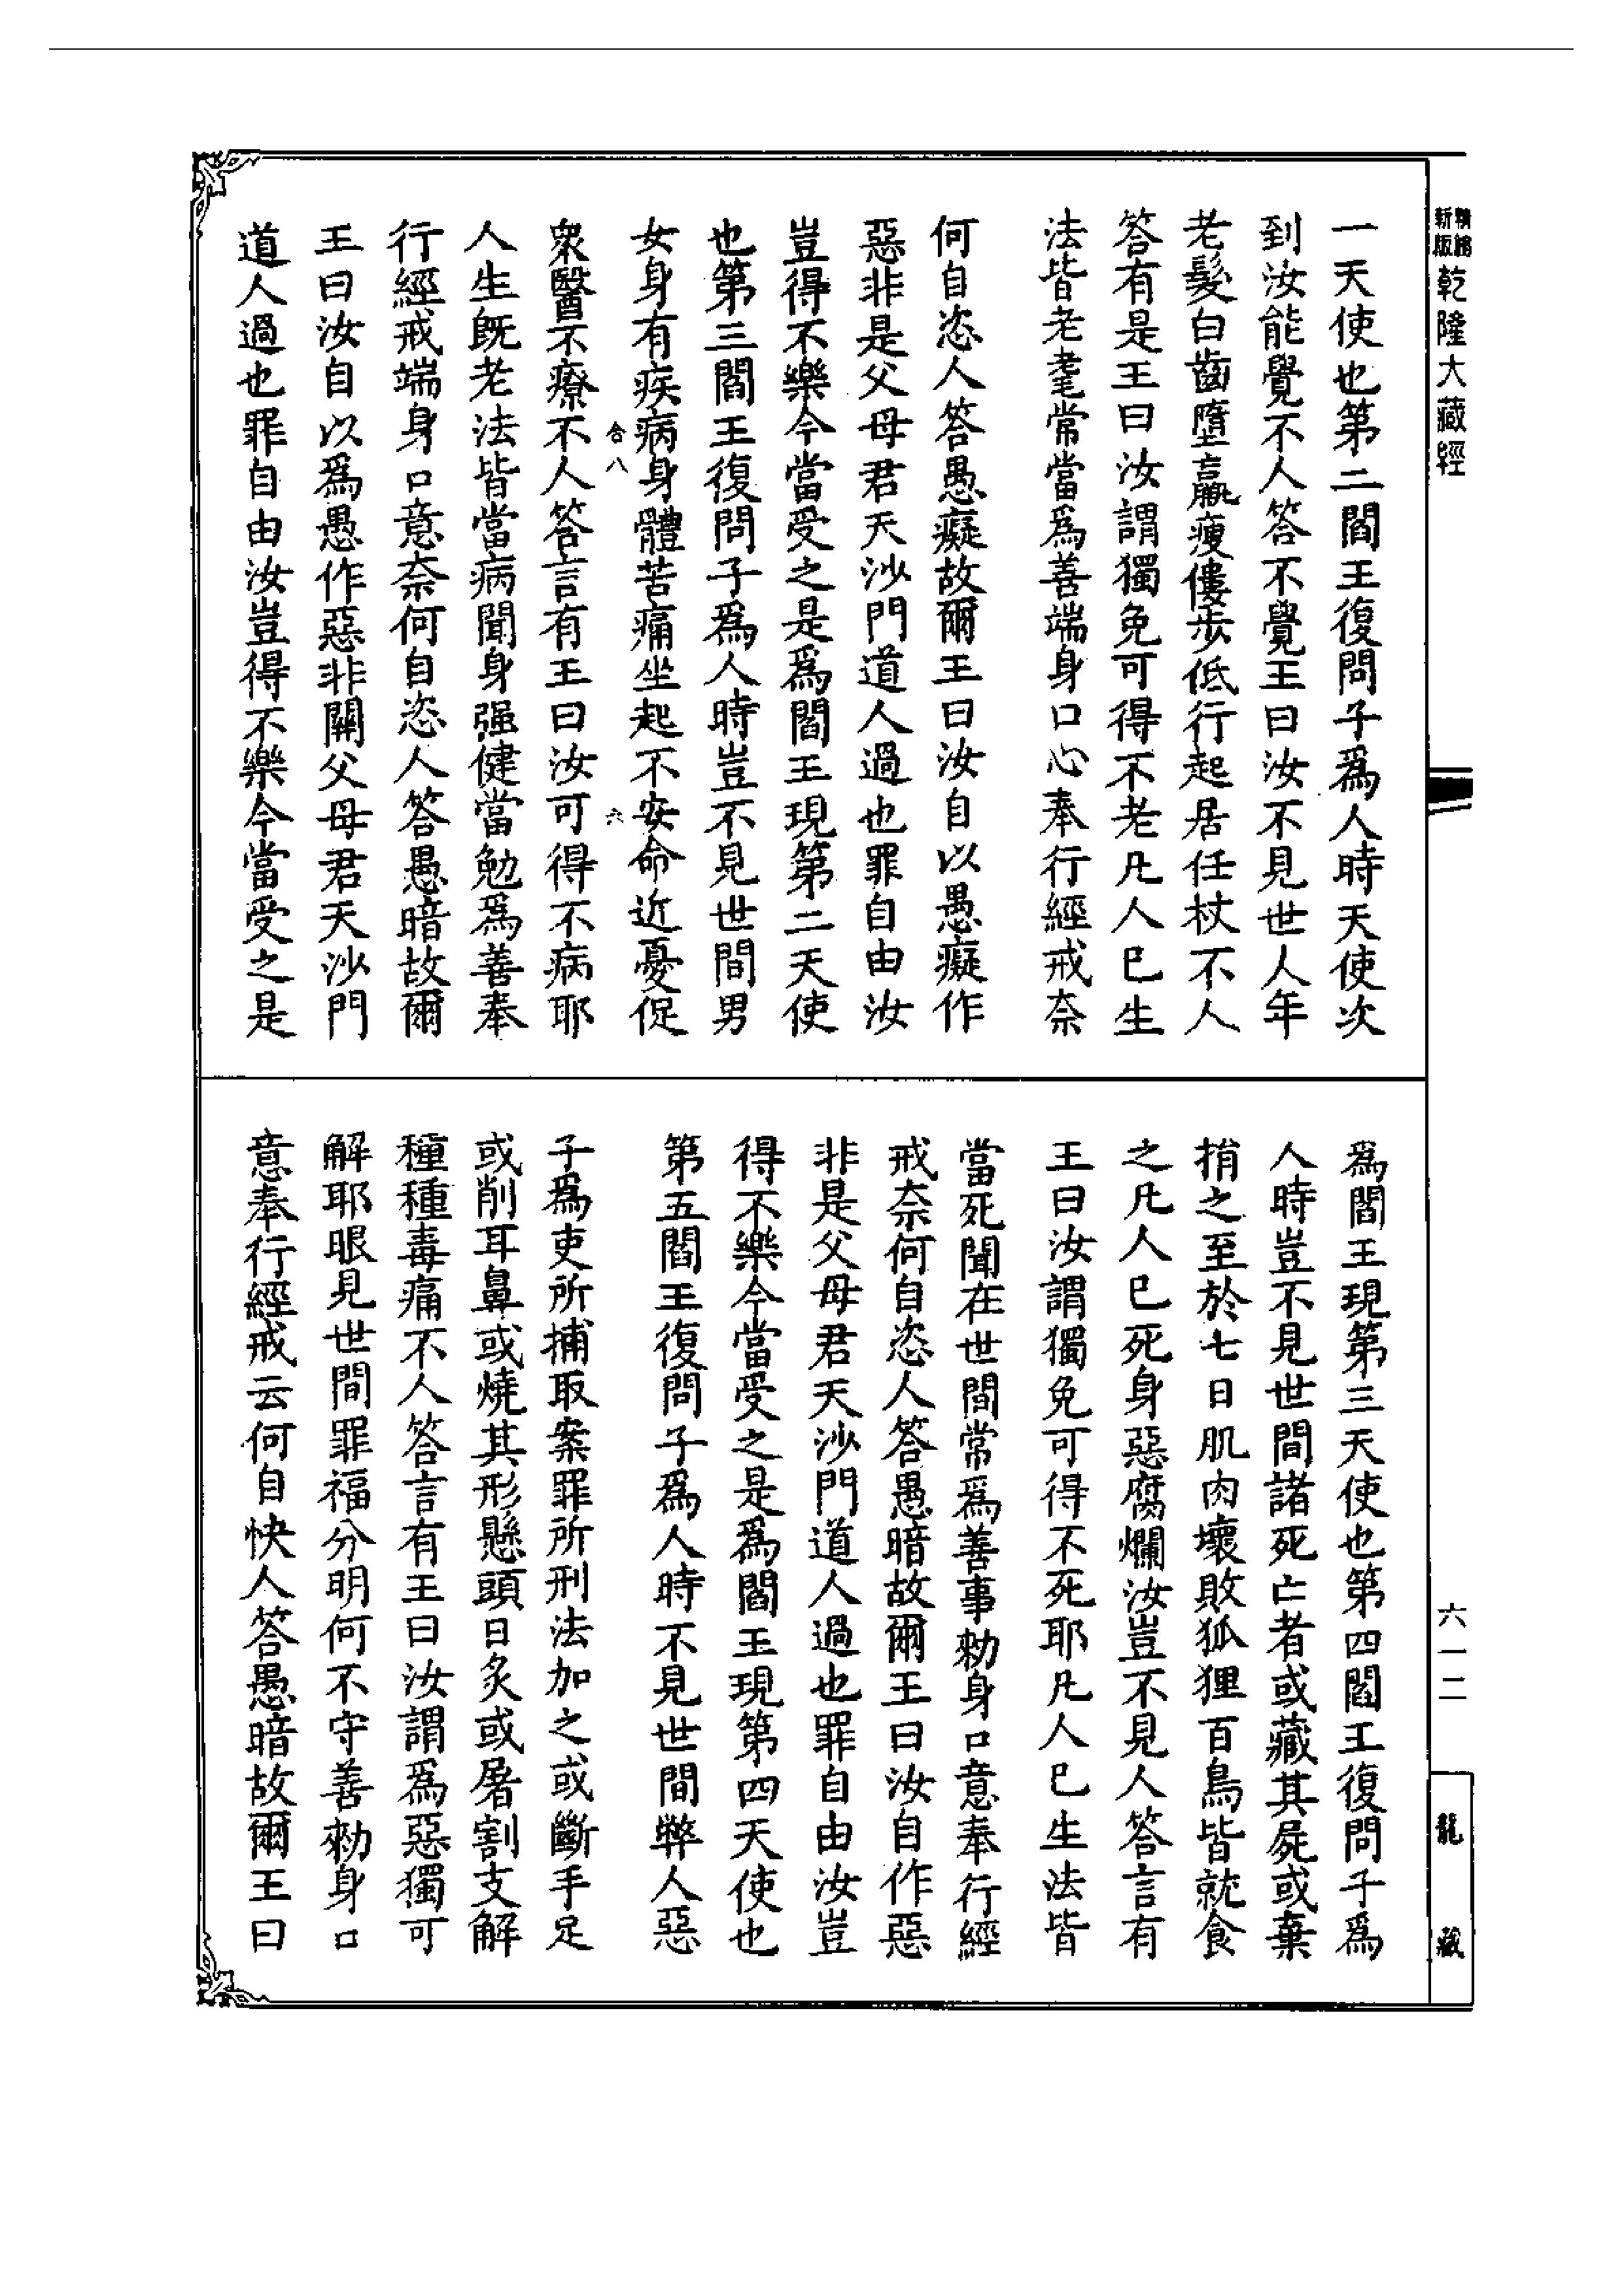 精縮新版乾隆大藏經
一天使也第二閻王復問子爲人時天使次
到汝能覺不人答不覺王曰汝不見世人年
老髮白齒墮羸瘦僂步低行起居任杖不人
答有是王曰汝謂獨免可得不老凡人已生
法皆老耄常當爲善端身口心奉行經戒奈
何自恣人答愚癡故爾王曰汝自以愚癡作
惡非是父母君天沙門道人過也罪自由汝
豈得不樂今當受之是爲閻王現第二天使
也第三閻王復問子爲人時豈不見世間男
女身有疾病身體苦痛坐起不安命近憂促
合八 六
衆醫不療不人答言有王曰汝可得不病耶
人生旣老法皆當病聞身强健當勉爲善奉
行經戒端身口意奈何自恣人答愚暗故爾
王曰汝自以爲愚作惡非關父母君天沙門
道人過也罪自由汝豈得不樂今當受之是
爲閻王現第三天使也第四閻王復問子爲
人時豈不見世間諸死亡者或藏其屍或棄
捐之至於七日肌肉壞敗狐狸百鳥皆就食
之凡人已死身惡腐爛汝豈不見人答言有
王曰汝謂獨免可得不死耶凡人已生法皆
當死聞在世間常爲善事勑身口意奉行經
戒奈何自恣人答愚暗故爾王曰汝自作惡
非是父母君天沙門道人過也罪自由汝豈
得不樂今當受之是爲閻王現第四天使也
第五閻王復問子爲人時不見世間弊人惡
子爲吏所捕取案罪所刑法加之或斷手足
或削耳鼻或燒其形懸頭日炙或屠割支解
種種毒痛不人答言有王曰汝謂爲惡獨可
解耶眼見世間罪福分明何不守善勑身口
意奉行經戒云何自快人答愚暗故爾王曰
六一二
龍藏